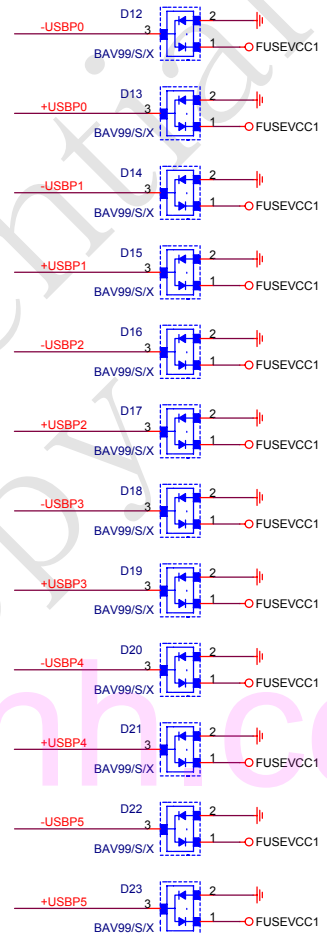 D12
2
-USBP0
3
1
FUSEVCC1
BAV99/S/X
D13
2
+USBP0
3
1
FUSEVCC1
BAV99/S/X
D14
2
-USBP1
3
1
FUSEVCC1
BAV99/S/X
D15
2
+USBP1
3
1
FUSEVCC1
BAV99/S/X
D16
2
-USBP2
3
1
FUSEVCC1
BAV99/S/X
D17
2
+USBP2
3
1
FUSEVCC1
BAV99/S/X
D18
2
-USBP3
3
1
FUSEVCC1
BAV99/S/X
D19
2
+USBP3
3
1
FUSEVCC1
BAV99/S/X
D20
2
-USBP4
3
1
FUSEVCC1
BAV99/S/X
D21
2
+USBP4
3
1
FUSEVCC1
BAV99/S/X
D22
2
-USBP5
3
1
FUSEVCC1
BAV99/S/X
D23
2
+USBP5
3
1
FUSEVCC1
BAV99/S/X